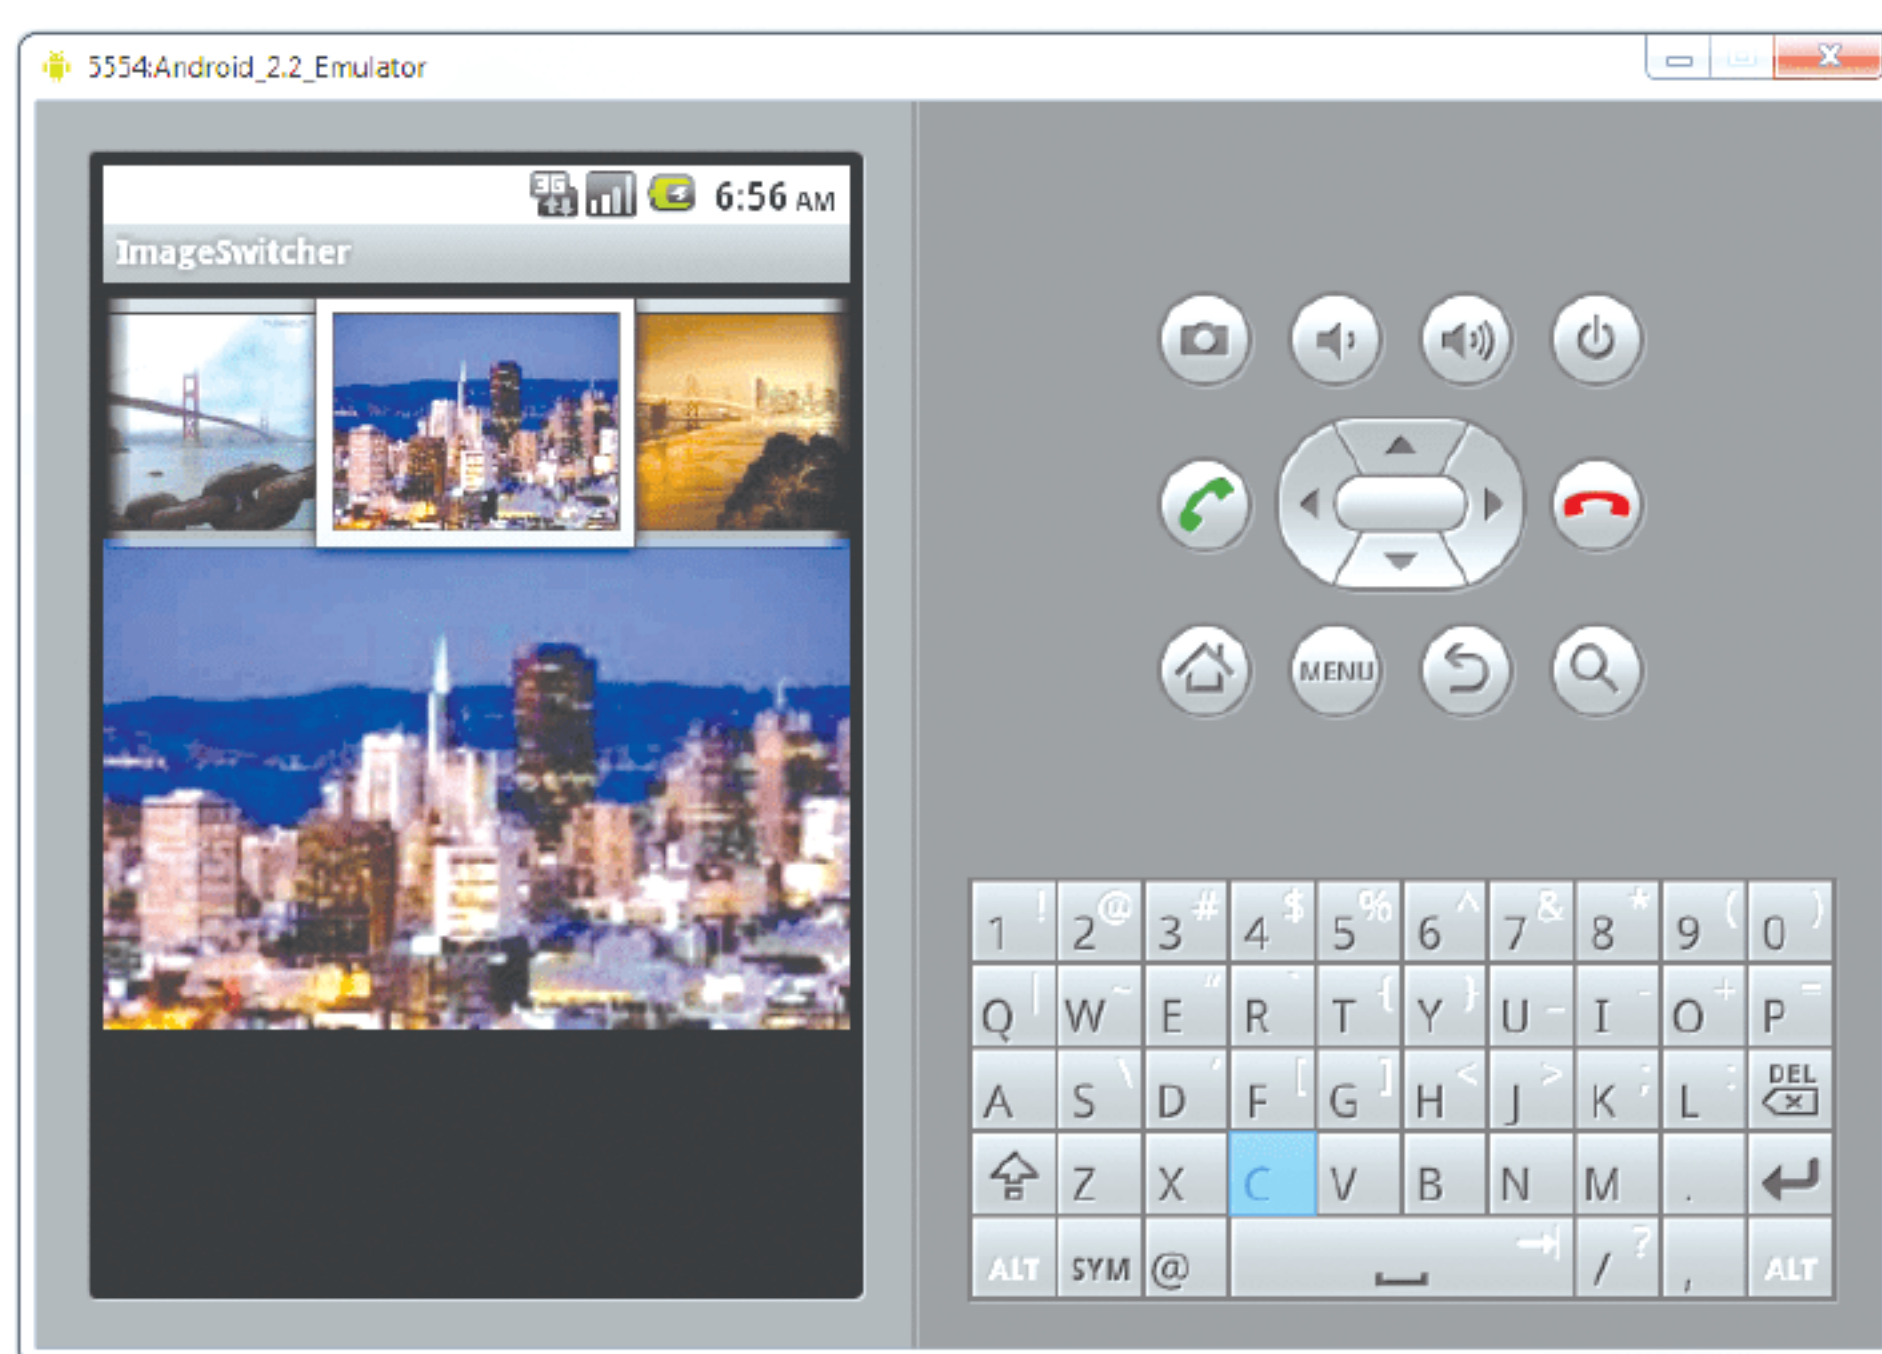 5554:Android_2.2_Emulator
3G 6:56 AM
ImageSwitcher
MENU
1 ! 2 @ 3 # 4 $ 5 % 6 ^ 7 & 8 * 9 ( 0 )
Q | W ~ E " R ` T { Y } U _ I - O + P =
A S \ D ' F [ G ] H < J > K ; L : DEL
Z X C V B N M .
ALT SYM @ / ? , ALT